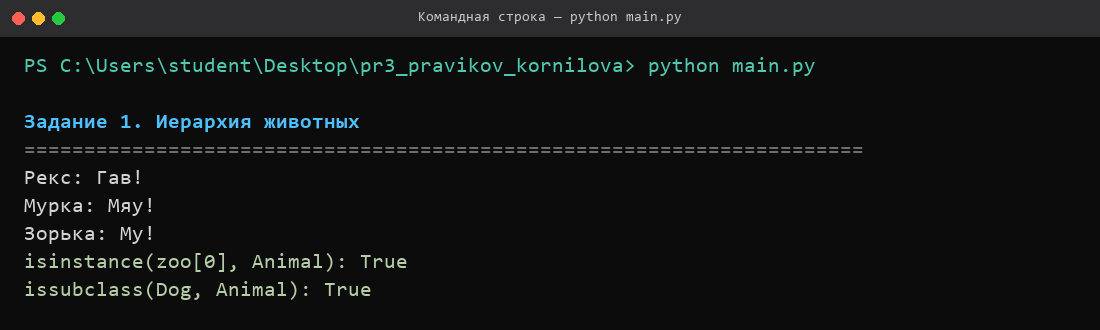 Командная строка — python main.py
PS C:\Users\student\Desktop\pr3_pravikov_kornilova> python main.py
Задание 1. Иерархия животных
======================================================================
Рекс: Гав!
Мурка: Мяу!
Зорька: Му!
isinstance(zoo[0], Animal): True
issubclass(Dog, Animal): True